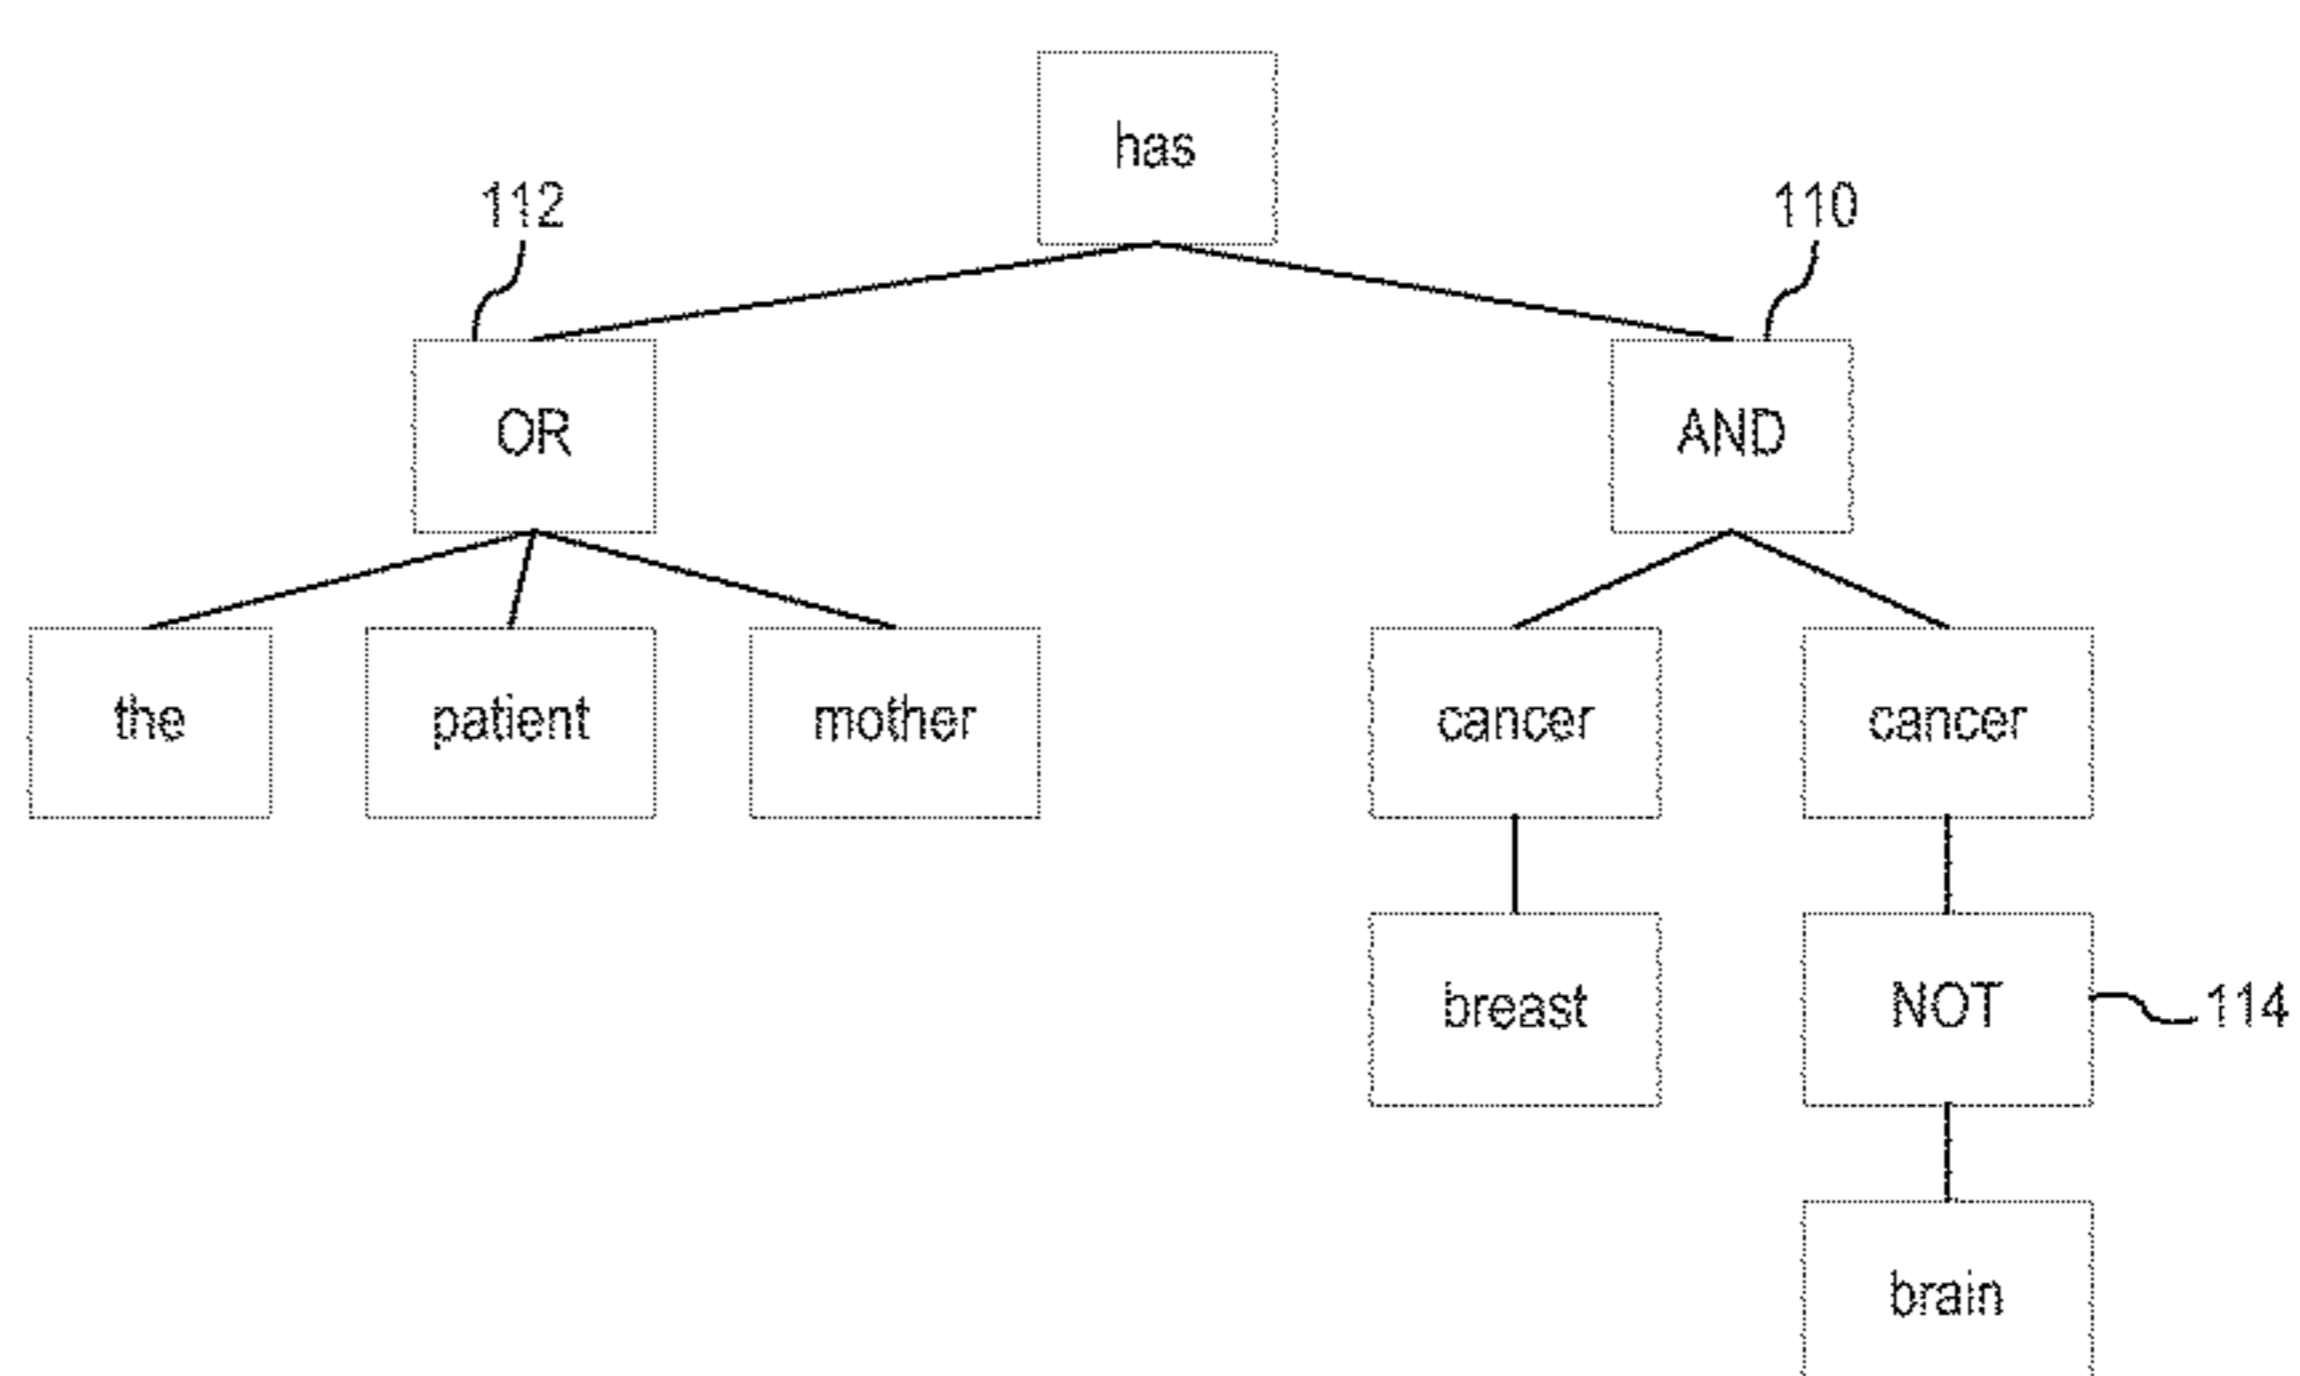 has
112
110
OR
AND
the
patient
mother
cancer
cancer
breast
NOT
114
brain